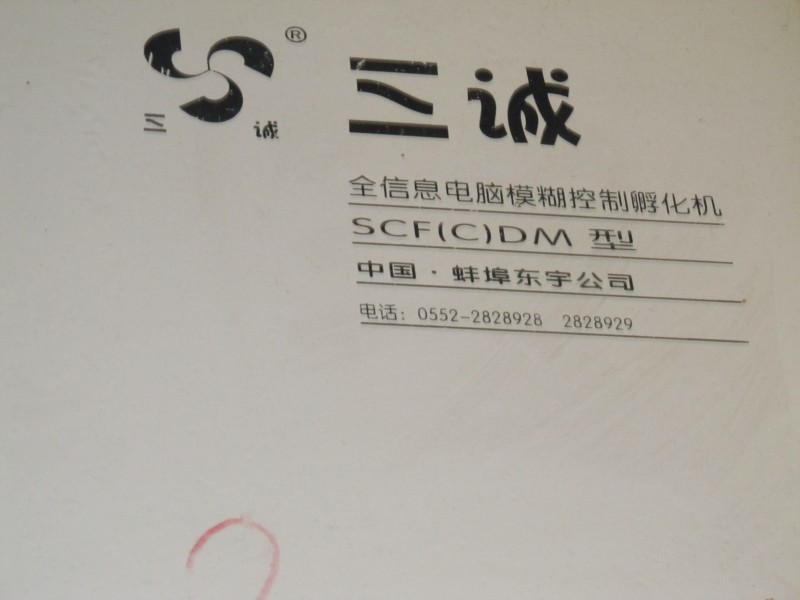 ®
三诚
三 诚
全信息电脑模糊控制孵化机
SCF(C)DM 型
中国·蚌埠东宇公司
电话: 0552-2828928 2828929